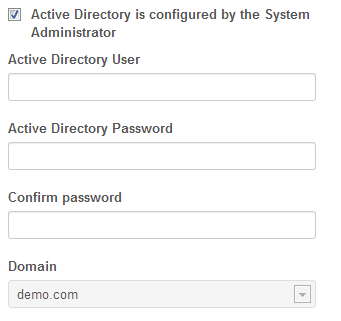 Active Directory is configured by the System
Administrator
Active Directory User
Active Directory Password
Confirm password
Domain
demo.com